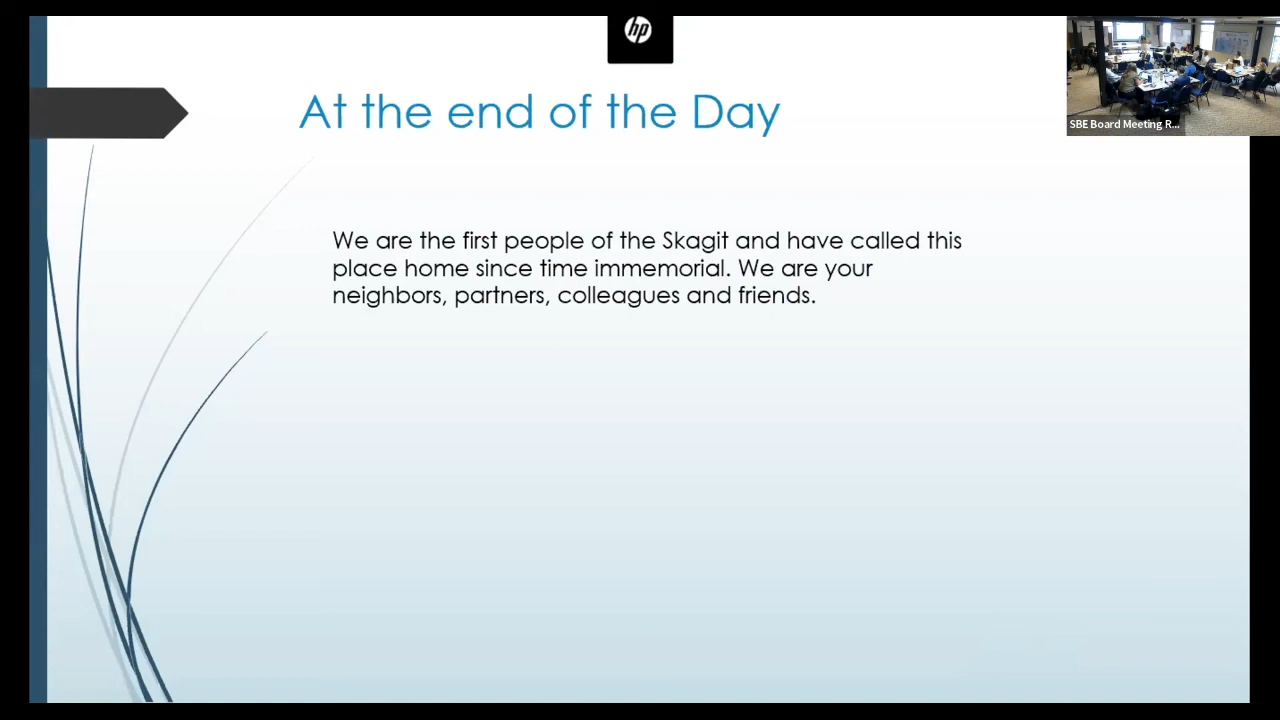 hp
At the end of the Day
SBE Board Meeting R...
We are the first people of the Skagit and have called this
place home since time immemorial. We are your
neighbors, partners, colleagues and friends.